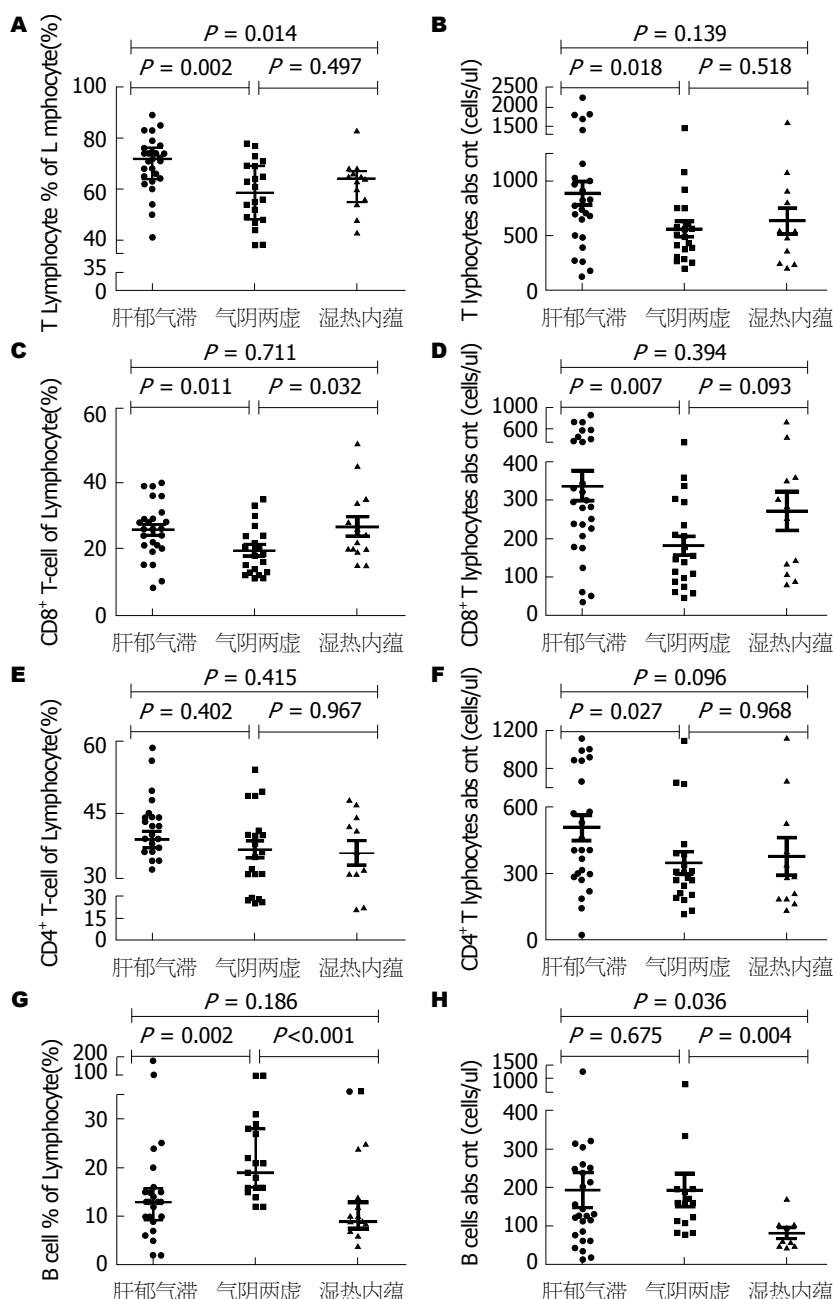 A
P = 0.014
P = 0.002
P = 0.497
T Lymphocyte % of L mphocyte(%)
100
80
60
40
35
0
肝郁气滞
气阴两虚
湿热内蕴
B
P = 0.139
P = 0.018
P = 0.518
T lyphocytes abs cnt (cells/ul)
2500
2000
1500
1000
500
0
肝郁气滞
气阴两虚
湿热内蕴
C
P = 0.711
P = 0.011
P = 0.032
CD8+ T-cell of Lymphocyte(%)
60
40
20
0
肝郁气滞
气阴两虚
湿热内蕴
D
P = 0.394
P = 0.007
P = 0.093
CD8+ T lyphocytes abs cnt (cells/ul)
1000
600
400
300
200
100
0
肝郁气滞
气阴两虚
湿热内蕴
E
P = 0.415
P = 0.402
P = 0.967
CD4+ T-cell of Lymphocyte(%)
60
45
30
30
15
0
肝郁气滞
气阴两虚
湿热内蕴
F
P = 0.096
P = 0.027
P = 0.968
CD4+ T lyphocytes abs cnt (cells/ul)
1200
800
600
300
0
肝郁气滞
气阴两虚
湿热内蕴
G
P = 0.186
P = 0.002
P<0.001
B cell % of Lymphocyte(%)
200
100
30
20
10
0
肝郁气滞
气阴两虚
湿热内蕴
H
P = 0.036
P = 0.675
P = 0.004
B cells abs cnt (cells/ul)
1500
1000
400
300
200
100
0
肝郁气滞
气阴两虚
湿热内蕴